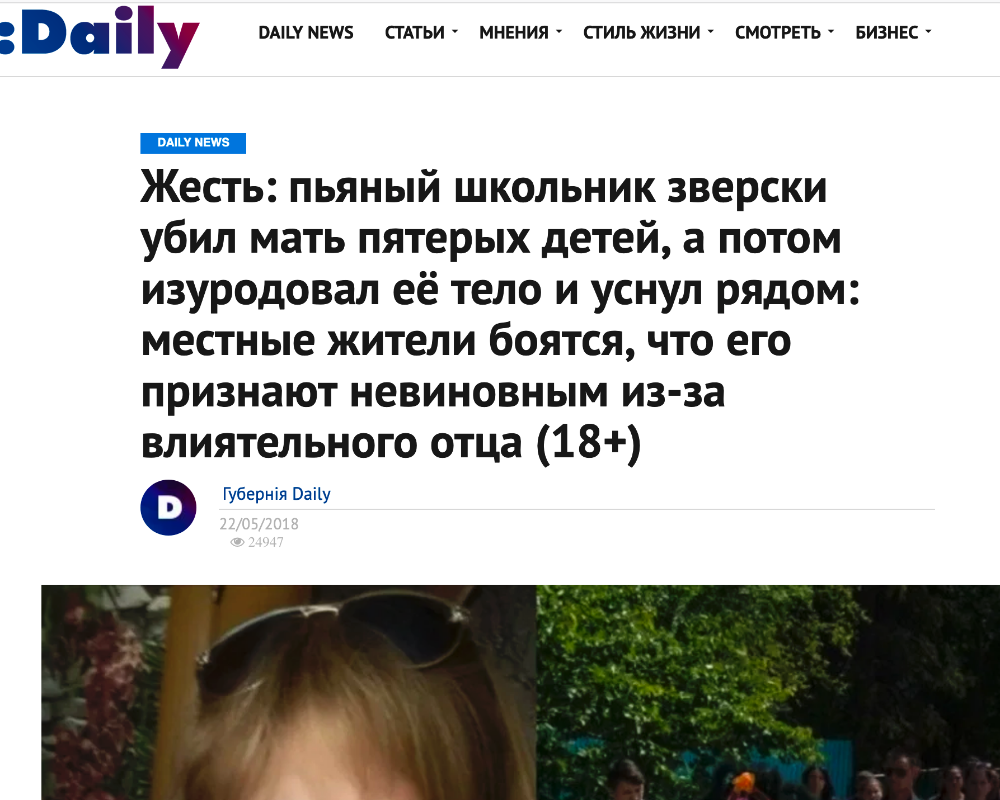 :Daily
DAILY NEWS СТАТЬИ МНЕНИЯ СТИЛЬ ЖИЗНИ СМОТРЕТЬ БИЗНЕС
DAILY NEWS
Жесть: пьяный школьник зверски
убил мать пятерых детей, а потом
изуродовал её тело и уснул рядом:
местные жители боятся, что его
признают невиновным из-за
влиятельного отца (18+)
D
Губернія Daily
22/05/2018
24947